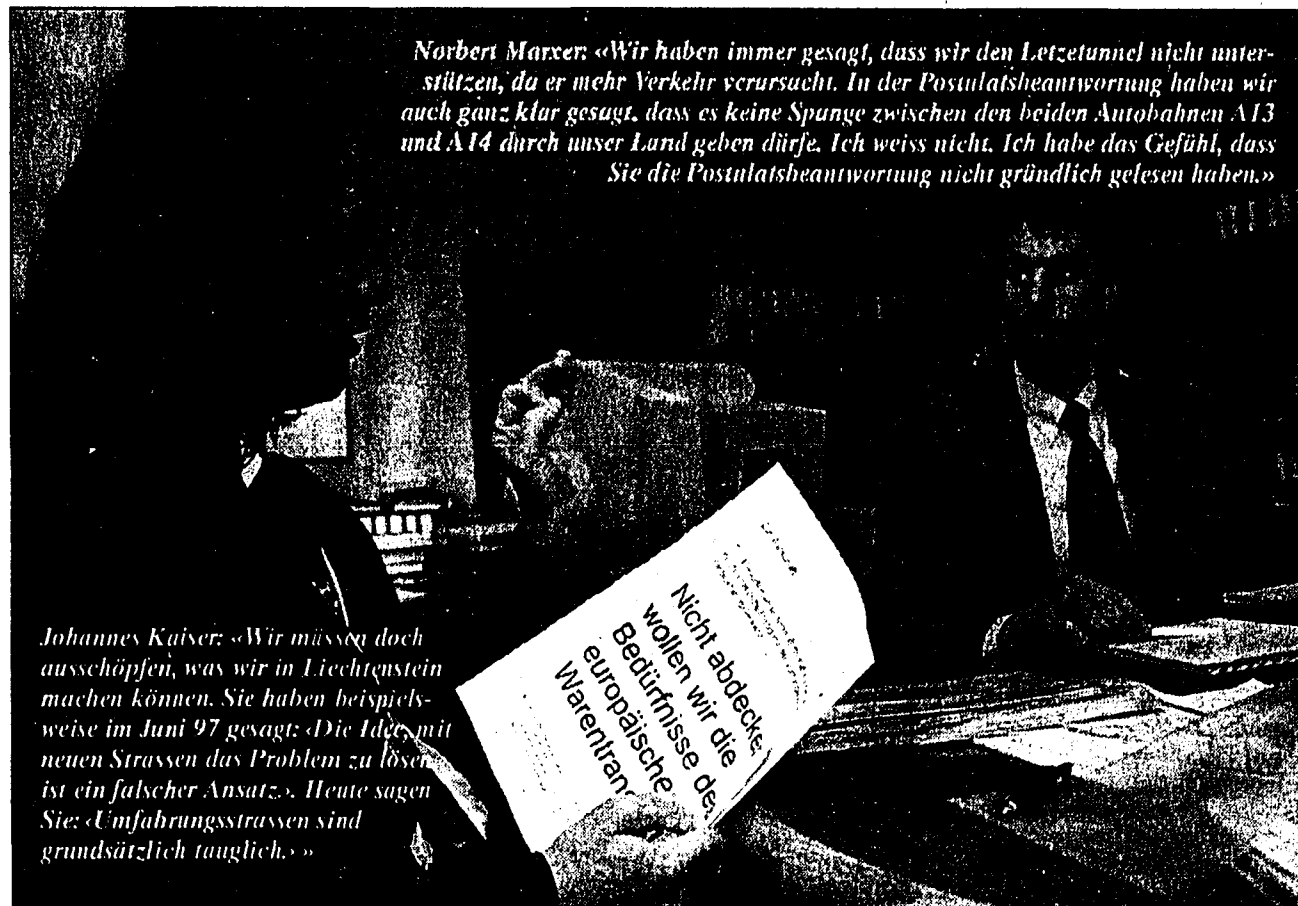 Norbert Marxer: «Wir haben immer gesagt, dass wir den Letzetunnel nicht unter-
stützen, da er mehr Verkehr verursacht. In der Postulatsbeantwortung haben wir
auch ganz klar gesagt, dass es keine Spange zwischen den beiden Autobahnen A13
und A14 durch unser Land geben dürfe. Ich weiss nicht. Ich habe das Gefühl, dass
Sie die Postulatsbeantwortung nicht gründlich gelesen haben.»
Nicht abdecke
wollen wir die
Bedürfnisse de
europäische
Warentran
Johannes Kaiser: «Wir müssen doch
ausschöpfen, was wir in Liechtenstein
machen können. Sie haben beispiels-
weise im Juni 97 gesagt: ‹Die Idee, mit
neuen Strassen das Problem zu lösen
ist ein falscher Ansatz.›. Heute sagen
Sie: ‹Umfahrungsstrassen sind
grundsätzlich tauglich.› »